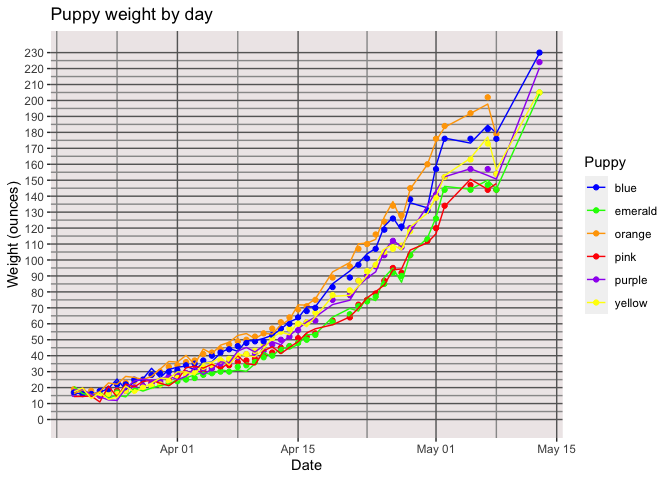 Puppy weight by day
Weight (ounces)
230
220
210
200
190
180
170
160
150
140
130
120
110
100
90
80
70
60
50
40
30
20
10
0
Apr 01
Apr 15
May 01
May 15
Date
Puppy
blue
emerald
orange
pink
purple
yellow